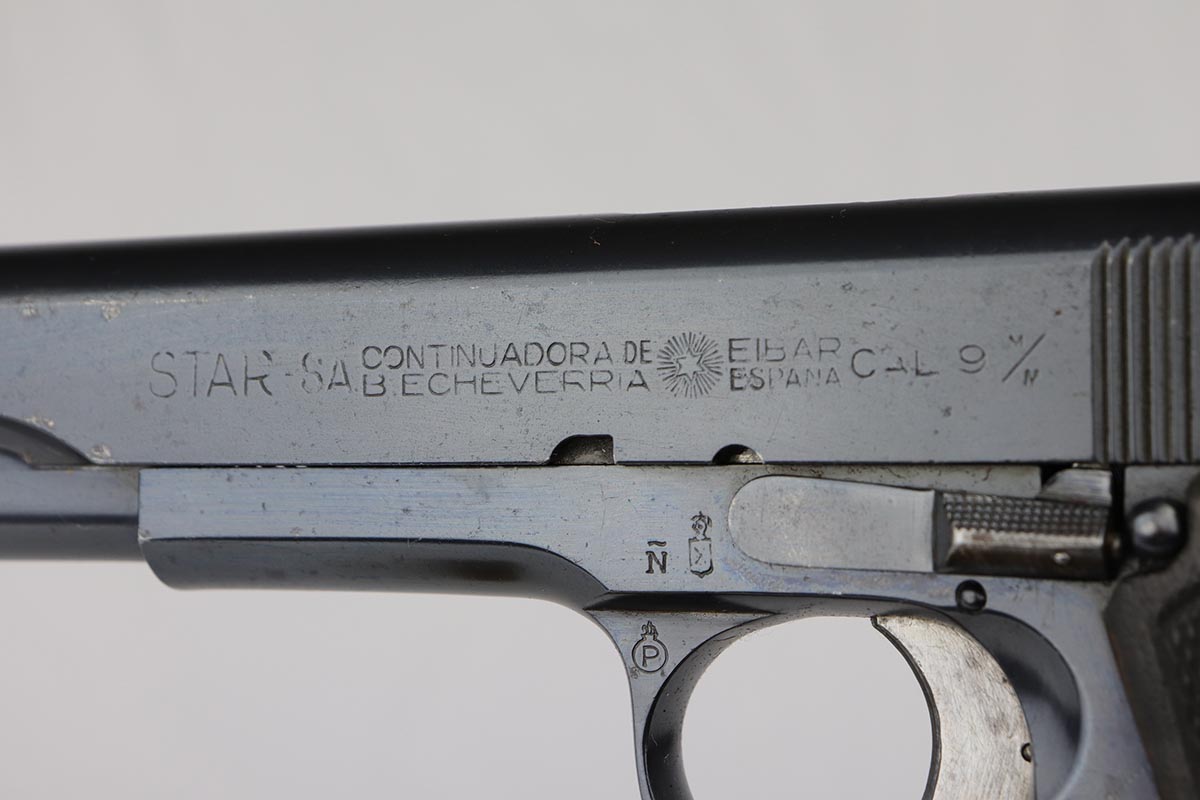 STAR-SA CONTINUADORA DE EIBAR CAL 9 M/M
B. ECHEVERRIA ESPAÑA
Ñ
P